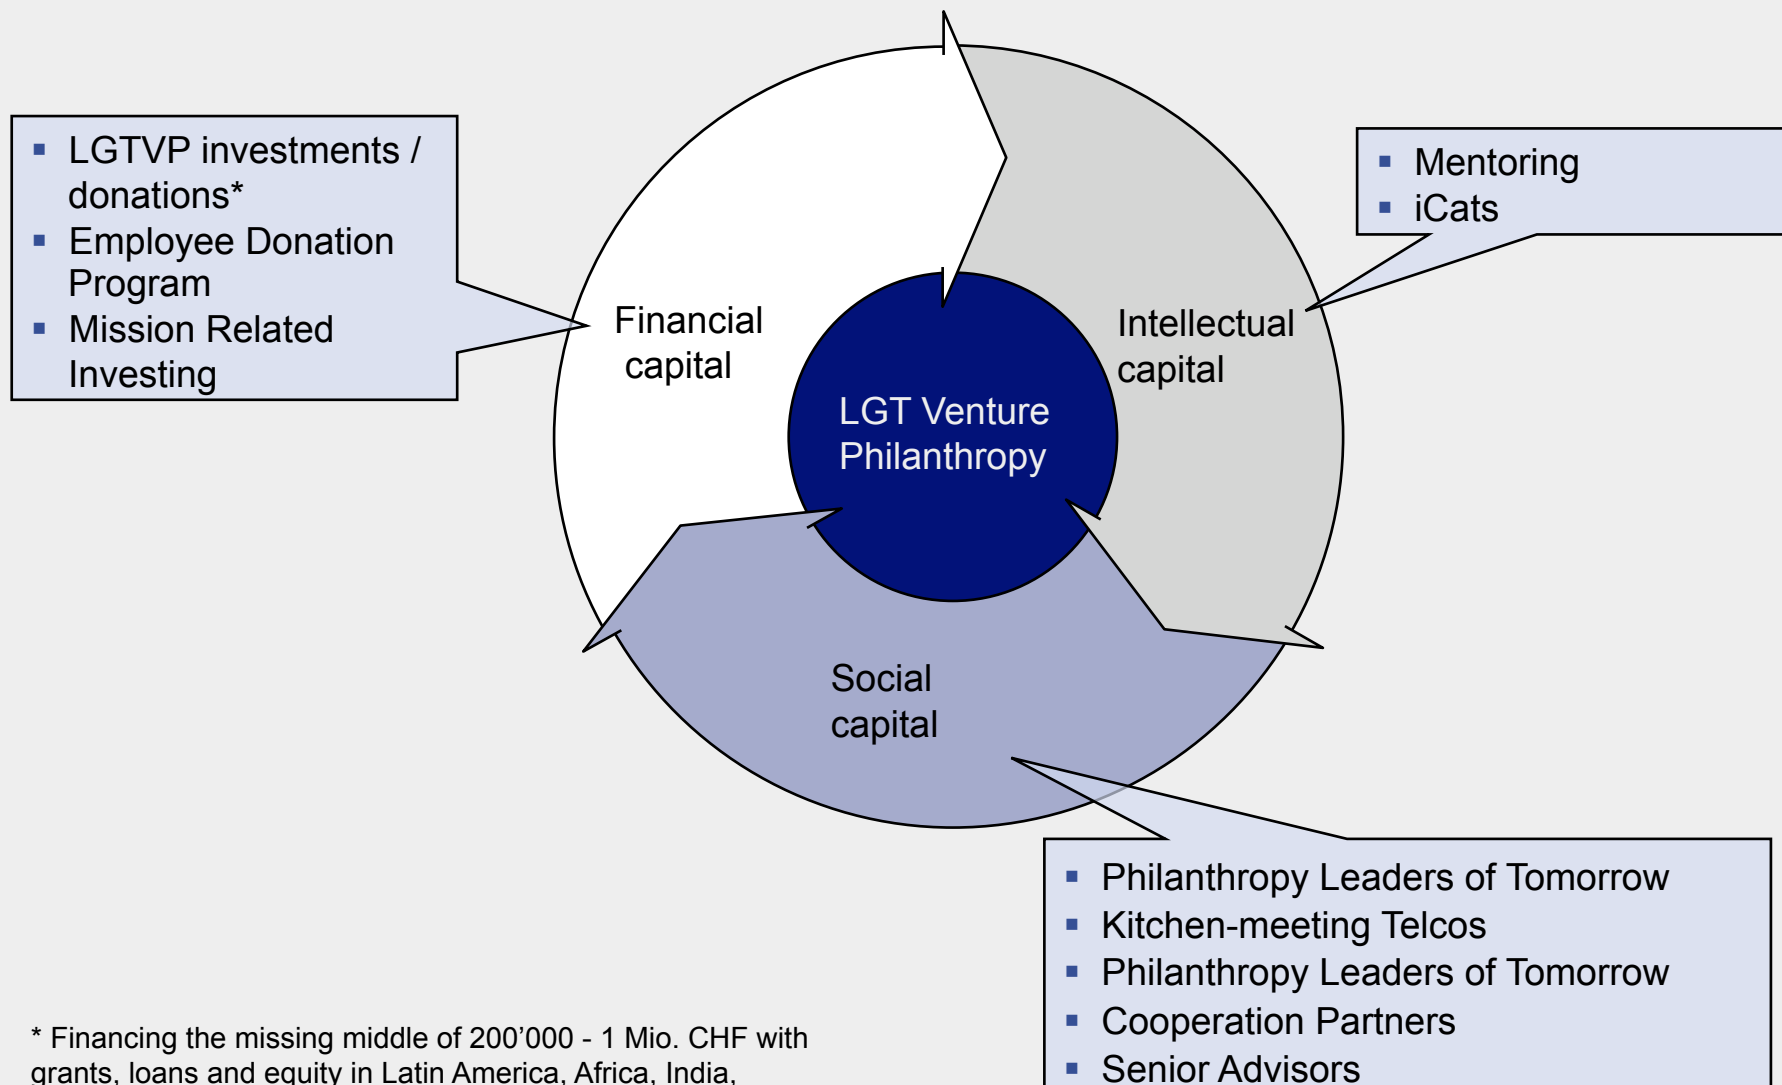 ▪ LGTVP investments /
donations*
▪ Employee Donation
Program
▪ Mission Related
Investing
Financial
capital
Intellectual
capital
▪ Mentoring
▪ iCats
LGT Venture
Philanthropy
Social
capital
▪ Philanthropy Leaders of Tomorrow
▪ Kitchen-meeting Telcos
▪ Philanthropy Leaders of Tomorrow
▪ Cooperation Partners
▪ Senior Advisors
* Financing the missing middle of 200’000 - 1 Mio. CHF with
grants, loans and equity in Latin America, Africa, India,